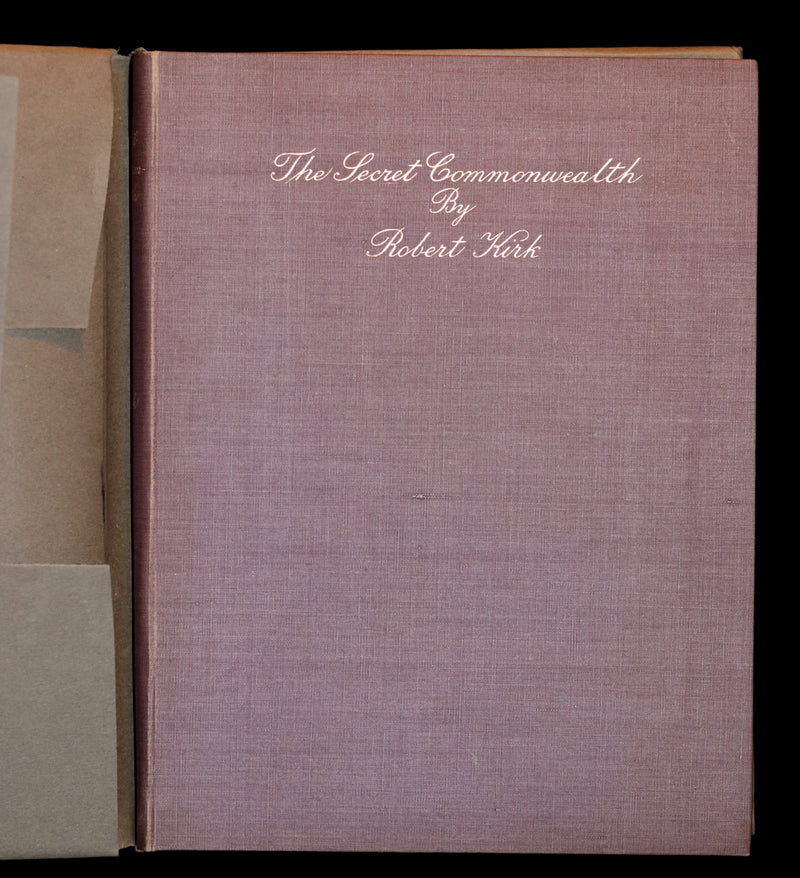 The Secret Commonwealth
By
Robert Kirk